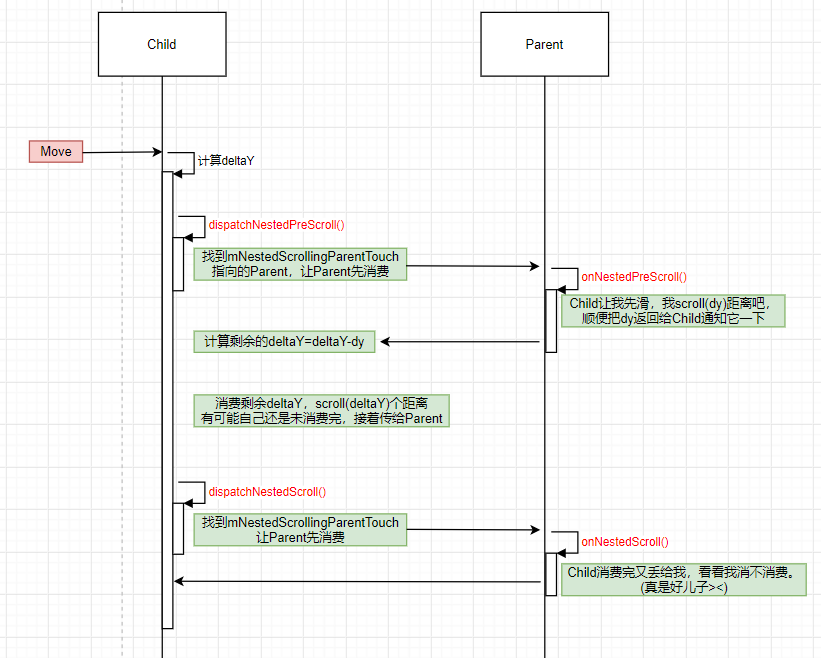 Child
Parent
Move
计算deltaY
dispatchNestedPreScroll()
找到mNestedScrollingParentTouch
指向的Parent，让Parent先消费
onNestedPreScroll()
Child让我先滑，我scroll(dy)距离吧，
顺便把dy返回给Child通知它一下
计算剩余的deltaY=deltaY-dy
消费剩余deltaY，scroll(deltaY)个距离
有可能自己还是未消费完，接着传给Parent
dispatchNestedScroll()
找到mNestedScrollingParentTouch
让Parent先消费
onNestedScroll()
Child消费完又丢给我，看看我消不消费。
(真是好儿子><)